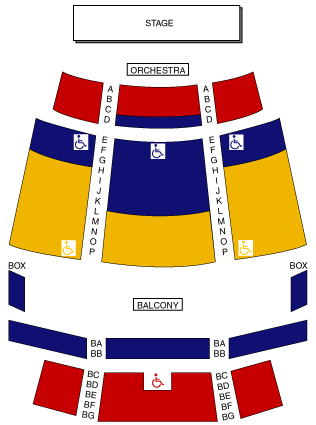 STAGE
ORCHESTRA
A A
B B
C C
D D
E E
F F
G G
H H
I I
J J
K K
L L
M M
N N
O O
P P
BOX BOX
BALCONY
BA BA
BB BB
BC BC
BD BD
BE BE
BF BF
BG BG